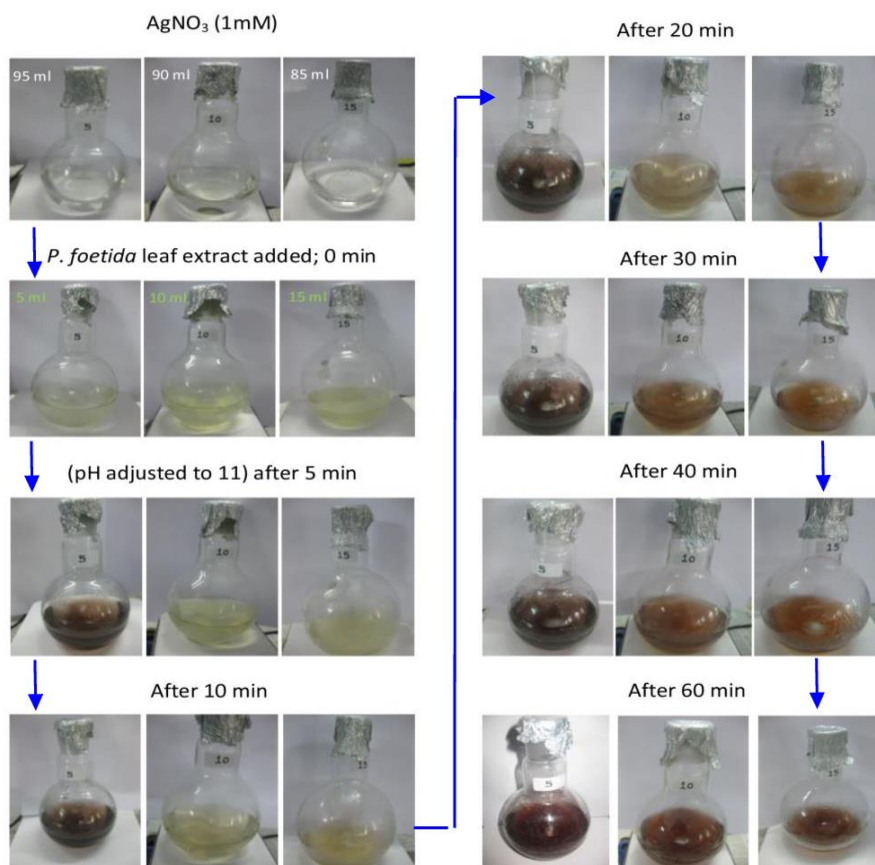 AgNO₃ (1mM)
95 ml 90 ml 85 ml
5 10 15
P. foetida leaf extract added; 0 min
5 ml 10 ml 15 ml
5 10 15
(pH adjusted to 11) after 5 min
5 10 15
After 10 min
5 10 15
After 20 min
5 10 15
After 30 min
5 10 15
After 40 min
5 10 15
After 60 min
5 10 15